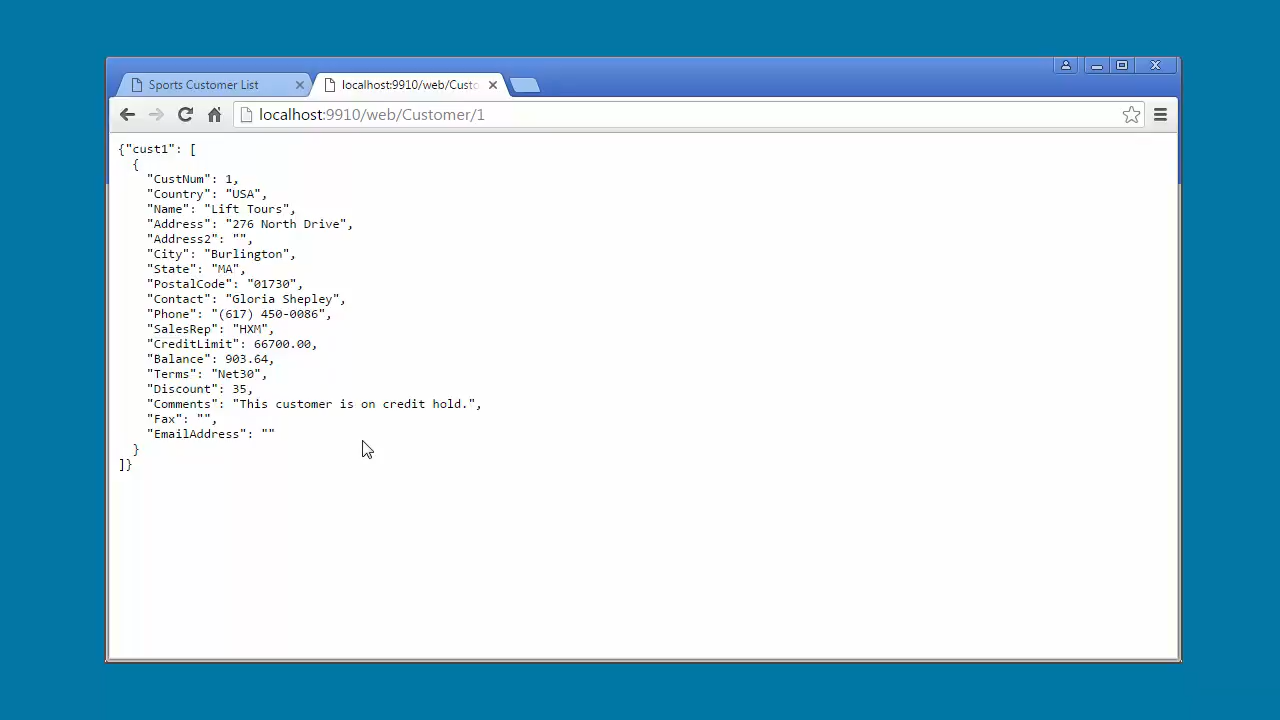 Sports Customer List
localhost:9910/web/Custo
localhost:9910/web/Customer/1
{"cust1": [
  {
    "CustNum": 1,
    "Country": "USA",
    "Name": "Lift Tours",
    "Address": "276 North Drive",
    "Address2": "",
    "City": "Burlington",
    "State": "MA",
    "PostalCode": "01730",
    "Contact": "Gloria Shepley",
    "Phone": "(617) 450-0086",
    "SalesRep": "HXM",
    "CreditLimit": 66700.00,
    "Balance": 903.64,
    "Terms": "Net30",
    "Discount": 35,
    "Comments": "This customer is on credit hold.",
    "Fax": "",
    "EmailAddress": ""
  }
]}